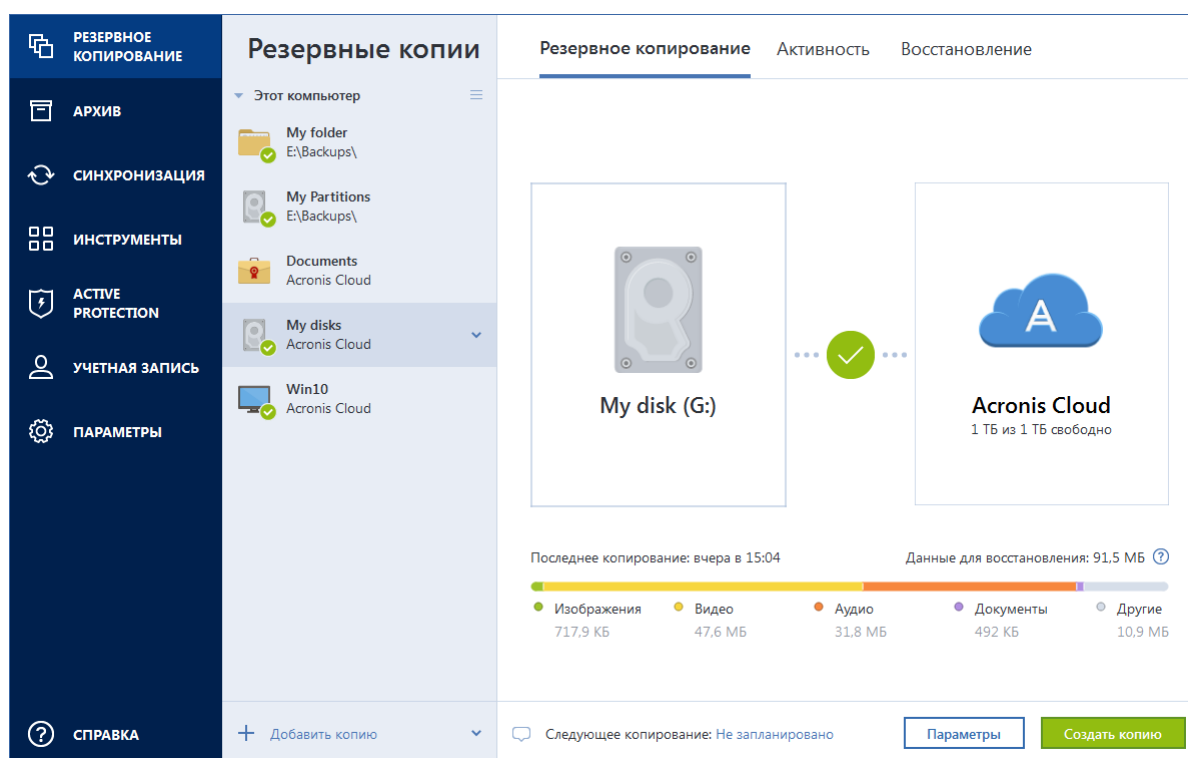 РЕЗЕРВНОЕ
КОПИРОВАНИЕ
АРХИВ
СИНХРОНИЗАЦИЯ
ИНСТРУМЕНТЫ
ACTIVE
PROTECTION
УЧЕТНАЯ ЗАПИСЬ
ПАРАМЕТРЫ
СПРАВКА
Резервные копии
Этот компьютер
My folder
E:\Backups\
My Partitions
E:\Backups\
Documents
Acronis Cloud
My disks
Acronis Cloud
Win10
Acronis Cloud
Добавить копию
Резервное копирование Активность Восстановление
My disk (G:)
A
Acronis Cloud
1 ТБ из 1 ТБ свободно
Последнее копирование: вчера в 15:04 Данные для восстановления: 91,5 МБ ?
Изображения Видео Аудио Документы Другие
717,9 КБ 47,6 МБ 31,8 МБ 492 КБ 10,9 МБ
Следующее копирование: Не запланировано Параметры Создать копию